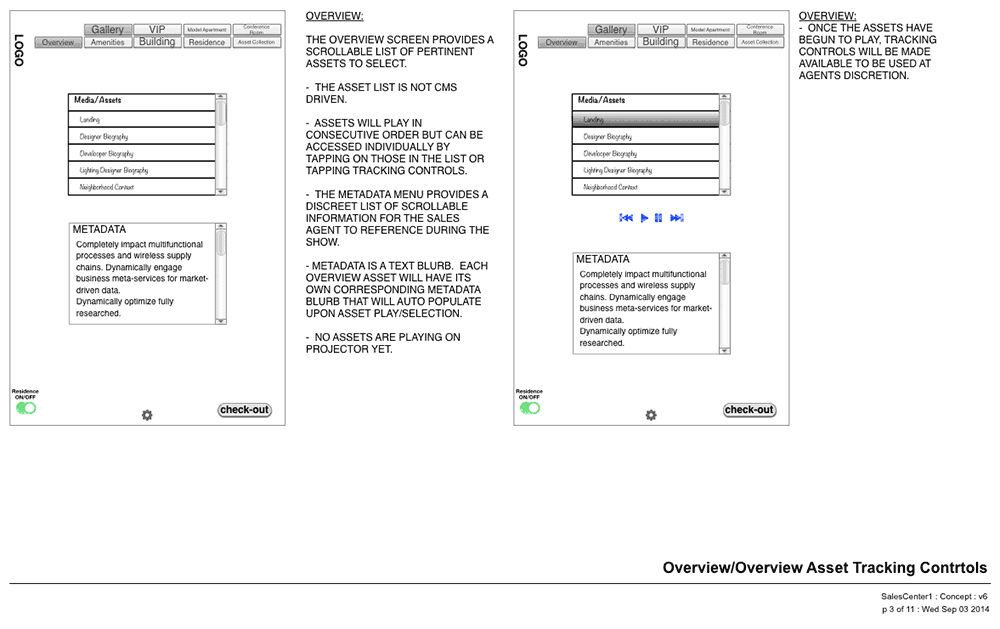 LOGO
Gallery
VIP
Model Apartment
Conference
Room
Overview
Amenities
Building
Residence
Asset Collection
Media/Assets
Landing
Designer Biography
Developer Biography
Lighting Designer Biography
Neighborhood Context
METADATA
Completely impact multifunctional
processes and wireless supply
chains. Dynamically engage
business meta-services for market-
driven data.
Dynamically optimize fully
researched.
Residence
ON/OFF
check-out
OVERVIEW:
THE OVERVIEW SCREEN PROVIDES A
SCROLLABLE LIST OF PERTINENT
ASSETS TO SELECT.
- THE ASSET LIST IS NOT CMS
DRIVEN.
- ASSETS WILL PLAY IN
CONSECUTIVE ORDER BUT CAN BE
ACCESSED INDIVIDUALLY BY
TAPPING ON THOSE IN THE LIST OR
TAPPING TRACKING CONTROLS.
- THE METADATA MENU PROVIDES A
DISCREET LIST OF SCROLLABLE
INFORMATION FOR THE SALES
AGENT TO REFERENCE DURING THE
SHOW.
- METADATA IS A TEXT BLURB. EACH
OVERVIEW ASSET WILL HAVE ITS
OWN CORRESPONDING METADATA
BLURB THAT WILL AUTO POPULATE
UPON ASSET PLAY/SELECTION.
- NO ASSETS ARE PLAYING ON
PROJECTOR YET.
LOGO
Gallery
VIP
Model Apartment
Conference
Room
Overview
Amenities
Building
Residence
Asset Collection
Media/Assets
Landing
Designer Biography
Developer Biography
Lighting Designer Biography
Neighborhood Context
METADATA
Completely impact multifunctional
processes and wireless supply
chains. Dynamically engage
business meta-services for market-
driven data.
Dynamically optimize fully
researched.
Residence
ON/OFF
check-out
OVERVIEW:
- ONCE THE ASSETS HAVE
BEGUN TO PLAY, TRACKING
CONTROLS WILL BE MADE
AVAILABLE TO BE USED AT
AGENTS DISCRETION.
Overview/Overview Asset Tracking Contrtols
SalesCenter1 : Concept : v6
p 3 of 11 : Wed Sep 03 2014